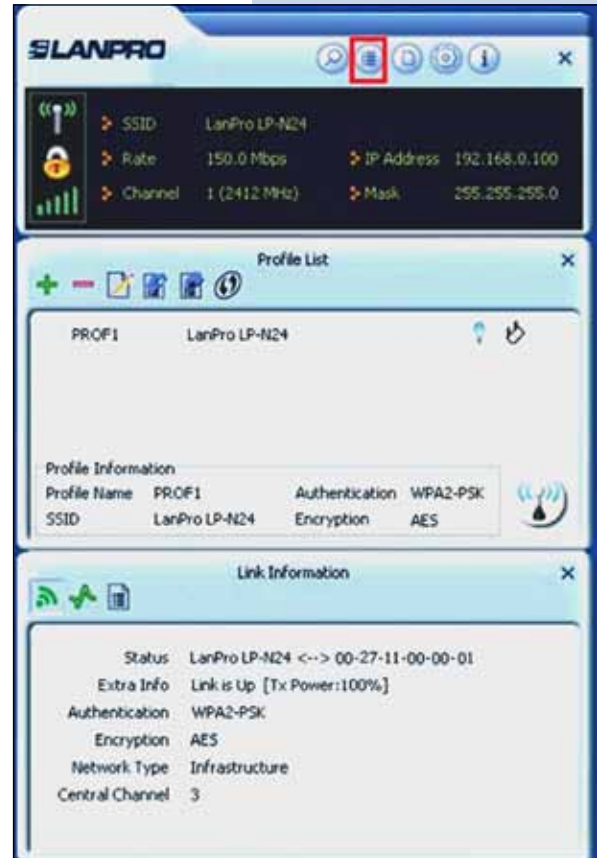 LANPRO
SSID LanPro LP-N24
Rate 150.0 Mbps IP Address 192.168.0.100
Channel 1 (2412 MHz) Mask 255.255.255.0
Profile List
PROF1 LanPro LP-N24
Profile Information
Profile Name PROF1 Authentication WPA2-PSK
SSID LanPro LP-N24 Encryption AES
Link Information
Status LanPro LP-N24 <--> 00-27-11-00-00-01
Extra Info Link is Up [Tx Power:100%]
Authentication WPA2-PSK
Encryption AES
Network Type Infrastructure
Central Channel 3